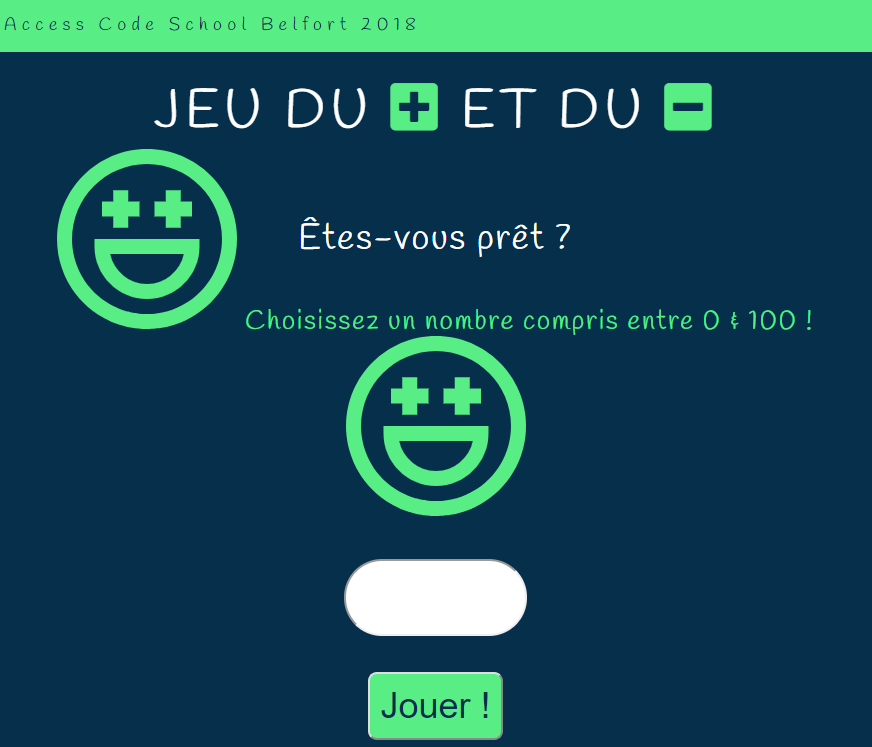 Access Code School Belfort 2018
JEU DU + ET DU −
Êtes-vous prêt ?
Choisissez un nombre compris entre 0 & 100 !
Jouer !